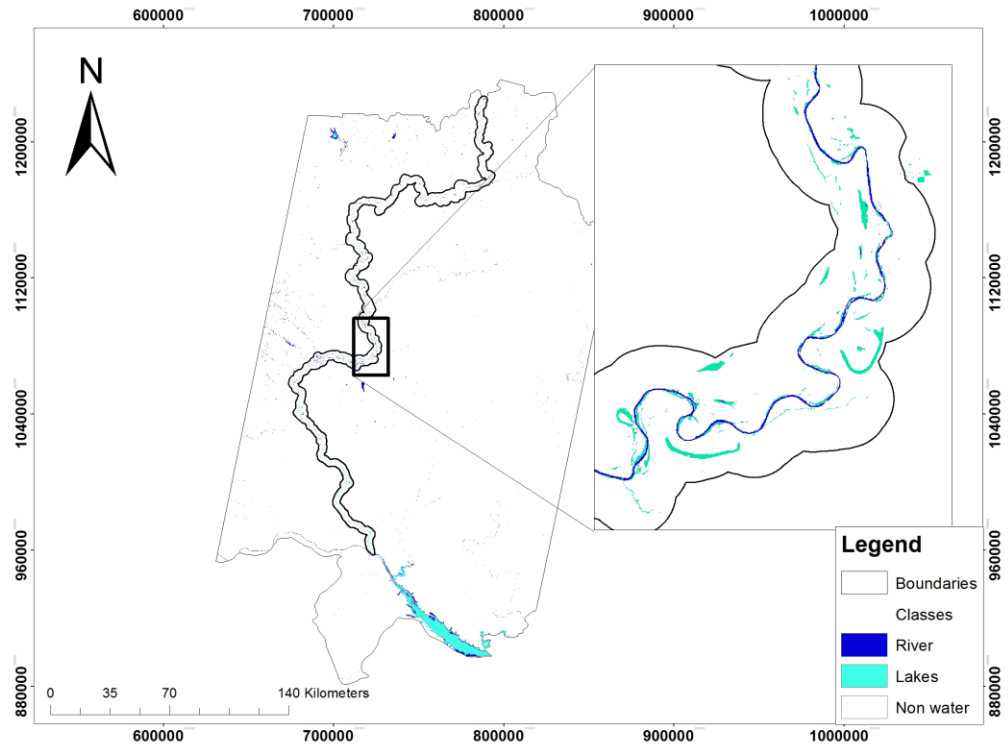 600000 700000 800000 900000 1000000
N
1200000
1120000
1040000
960000
880000
1200000
1120000
1040000
960000
880000
Legend
Boundaries
Classes
River
Lakes
Non water
0 35 70 140 Kilometers
600000 700000 800000 900000 1000000